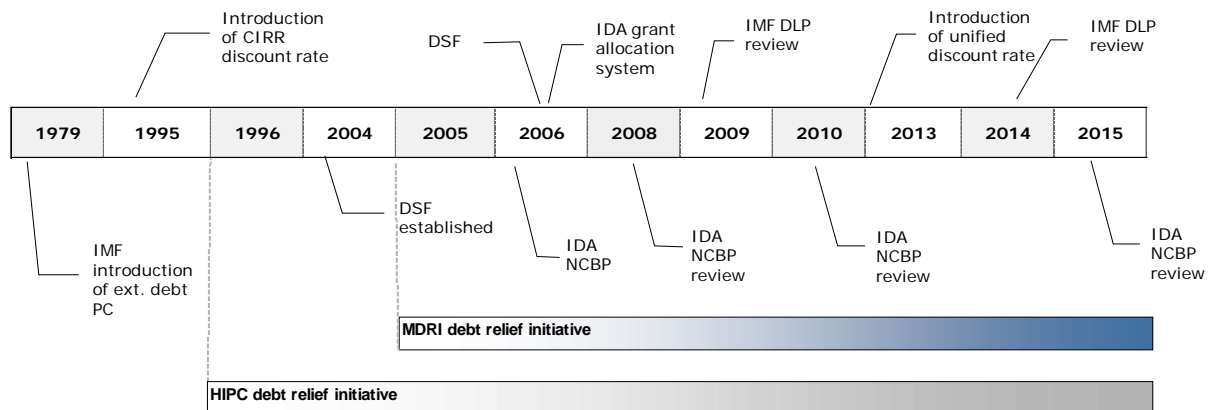 Introduction
of CIRR
discount rate
DSF
IDA grant
allocation
system
IMF DLP
review
Introduction
of unified
discount rate
IMF DLP
review
1979 1995 1996 2004 2005 2006 2008 2009 2010 2013 2014 2015
IMF
introduction
of ext. debt
PC
DSF
established
IDA
NCBP
IDA
NCBP
review
IDA
NCBP
review
IDA
NCBP
review
MDRI debt relief initiative
HIPC debt relief initiative